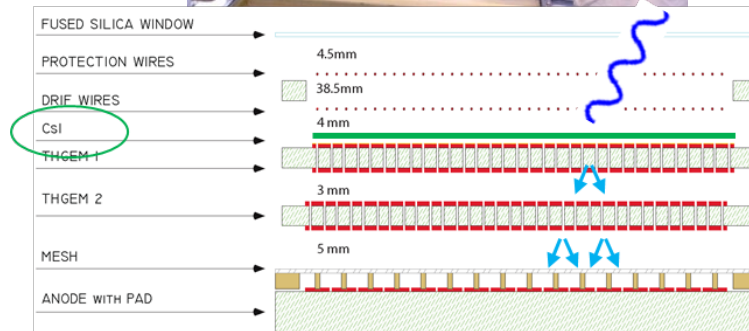 FUSED SILICA WINDOW
PROTECTION WIRES
4.5mm
38.5mm
DRIF WIRES
4 mm
CsI
THGEM 1
THGEM 2
3 mm
MESH
5 mm
ANODE WITH PAD